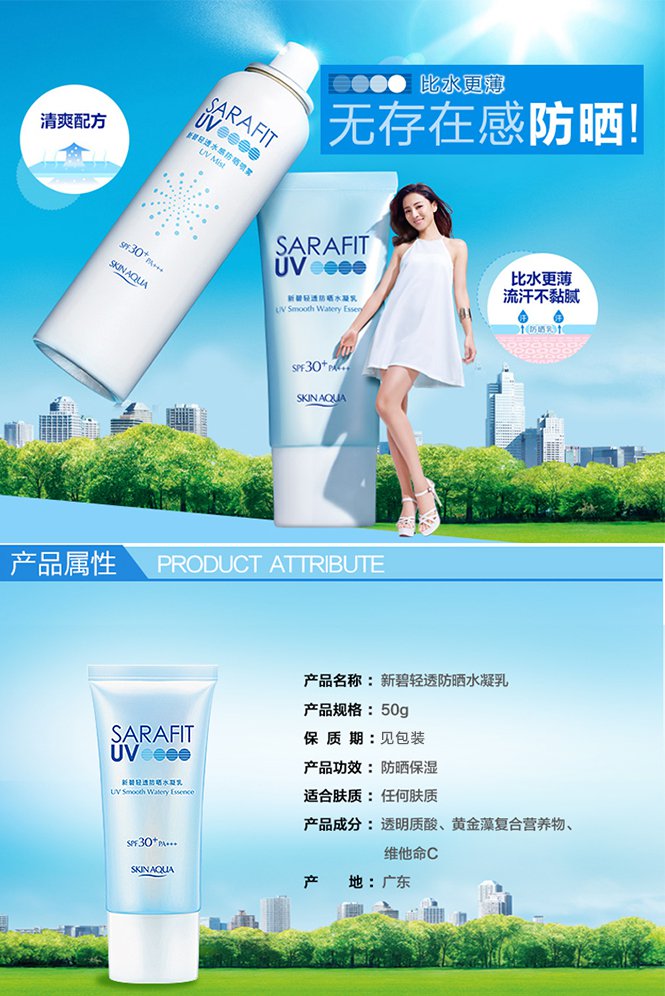 比水更薄
无存在感防晒!
清爽配方
SARAFIT
UV
新碧轻透水感防晒喷雾
UV Mist
SPF30+ PA+++
SKIN AQUA
SARAFIT
UV
新碧轻透防晒水凝乳
UV Smooth Watery Essence
SPF30+ PA+++
SKIN AQUA
比水更薄
流汗不黏腻
汗 汗
防晒乳
产品属性 PRODUCT ATTRIBUTE
SARAFIT
UV
新碧轻透防晒水凝乳
UV Smooth Watery Essence
SPF30+ PA+++
SKIN AQUA
产品名称：新碧轻透防晒水凝乳
产品规格：50g
保 质 期：见包装
产品功效：防晒保湿
适合肤质：任何肤质
产品成分：透明质酸、黄金藻复合营养物、
维他命C
产 地：广东